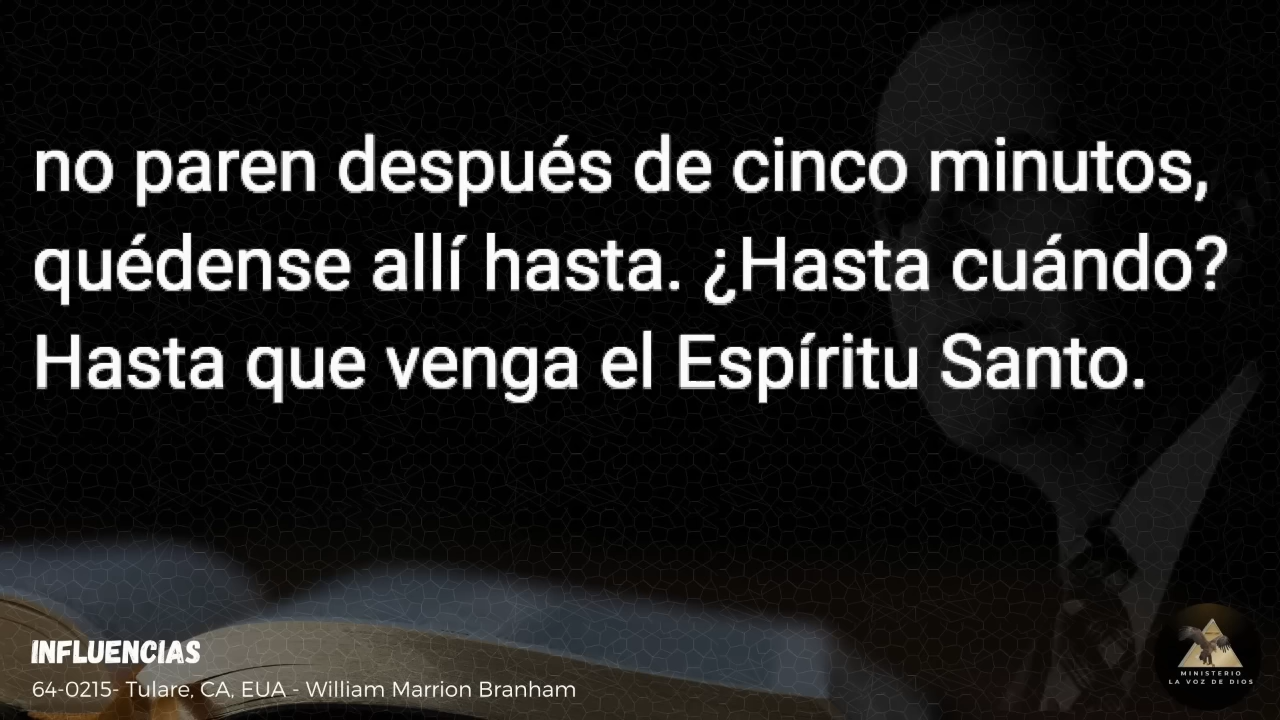 no paren después de cinco minutos,
quédense allí hasta. ¿Hasta cuándo?
Hasta que venga el Espíritu Santo.
INFLUENCIAS
64-0215- Tulare, CA, EUA - William Marrion Branham
MINISTERIO
LA VOZ DE DIOS